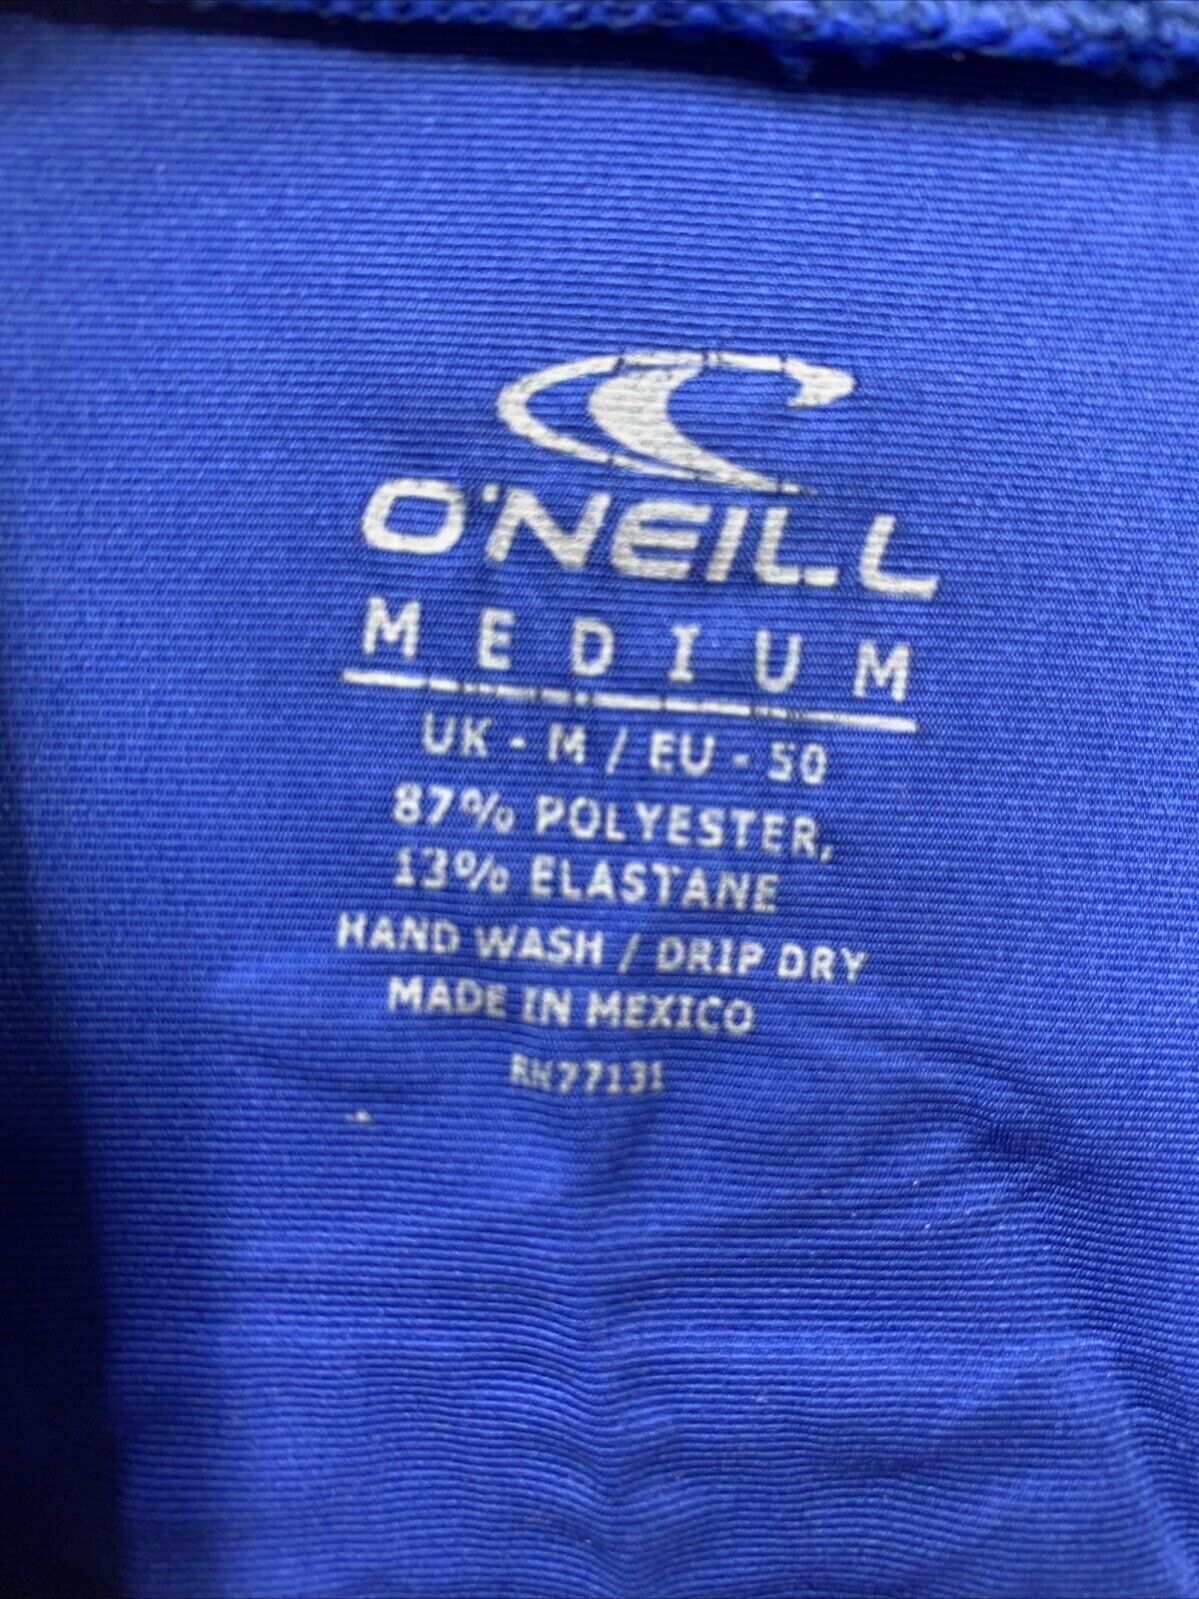 O'NEILL
MEDIUM
UK - M / EU - 50
87% POLYESTER,
13% ELASTANE
HAND WASH / DRIP DRY
MADE IN MEXICO
RN77131